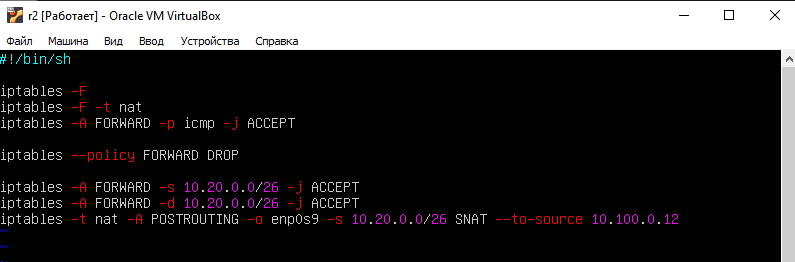 r2 [Работает] - Oracle VM VirtualBox
Файл Машина Вид Ввод Устройства Справка
#!/bin/sh
iptables -F
iptables -F -t nat
iptables -A FORWARD -p icmp -j ACCEPT
iptables --policy FORWARD DROP
iptables -A FORWARD -s 10.20.0.0/26 -j ACCEPT
iptables -A FORWARD -d 10.20.0.0/26 -j ACCEPT
iptables -t nat -A POSTROUTING -o enp0s9 -s 10.20.0.0/26 SNAT --to-source 10.100.0.12
~
~